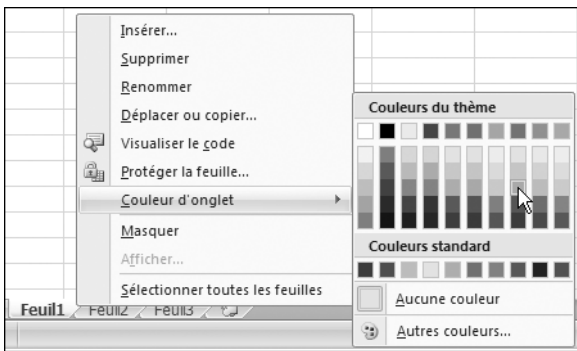 Insérer...
Supprimer
Renommer
Déplacer ou copier...
Visualiser le code
Protéger la feuille...
Couleur d'onglet
Masquer
Afficher...
Sélectionner toutes les feuilles
Couleurs du thème
Couleurs standard
Aucune couleur
Autres couleurs...
Feuil1 Feuil2 Feuil3